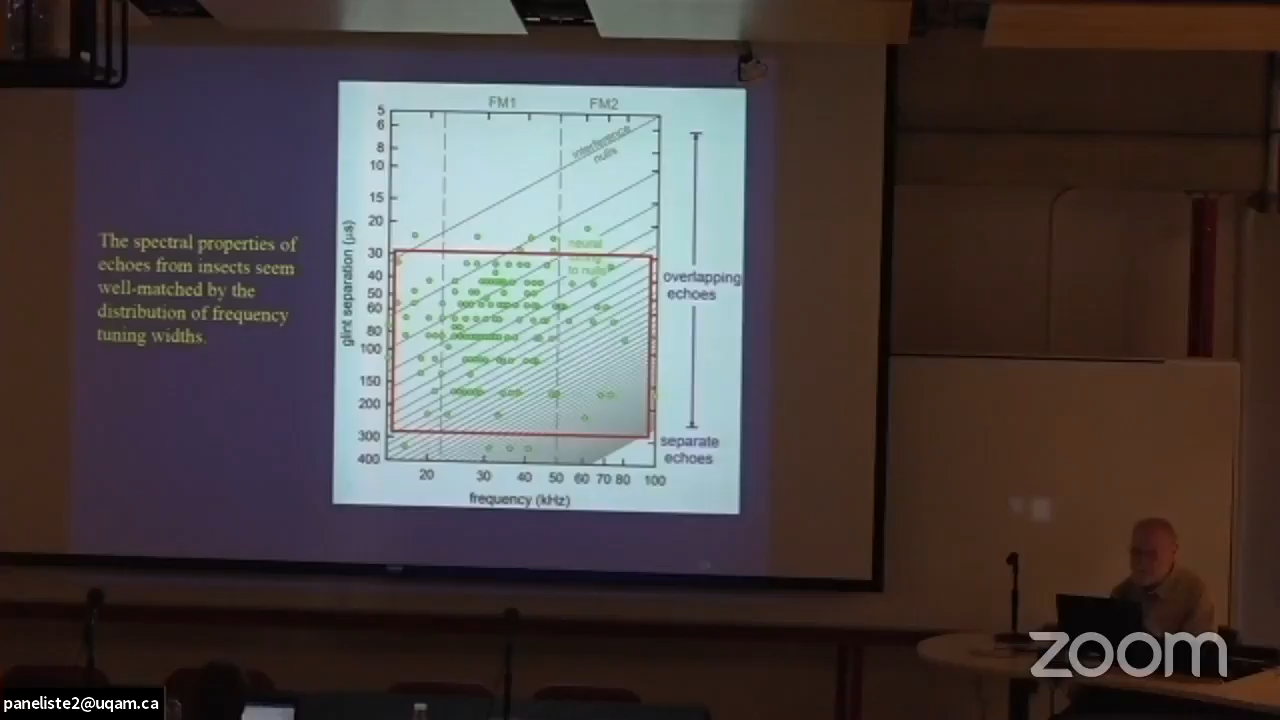 The spectral properties of
echoes from insects seem
well-matched by the
distribution of frequency
tuning widths.
FM1
FM2
interference
nulls
neural
to nulls
glint separation (µs)
5
6
8
10
15
20
30
40
50
60
80
100
150
200
300
400
20
30
40
50
60
70
80
100
frequency (kHz)
overlapping
echoes
separate
echoes
zoom
paneliste2@uqam.ca